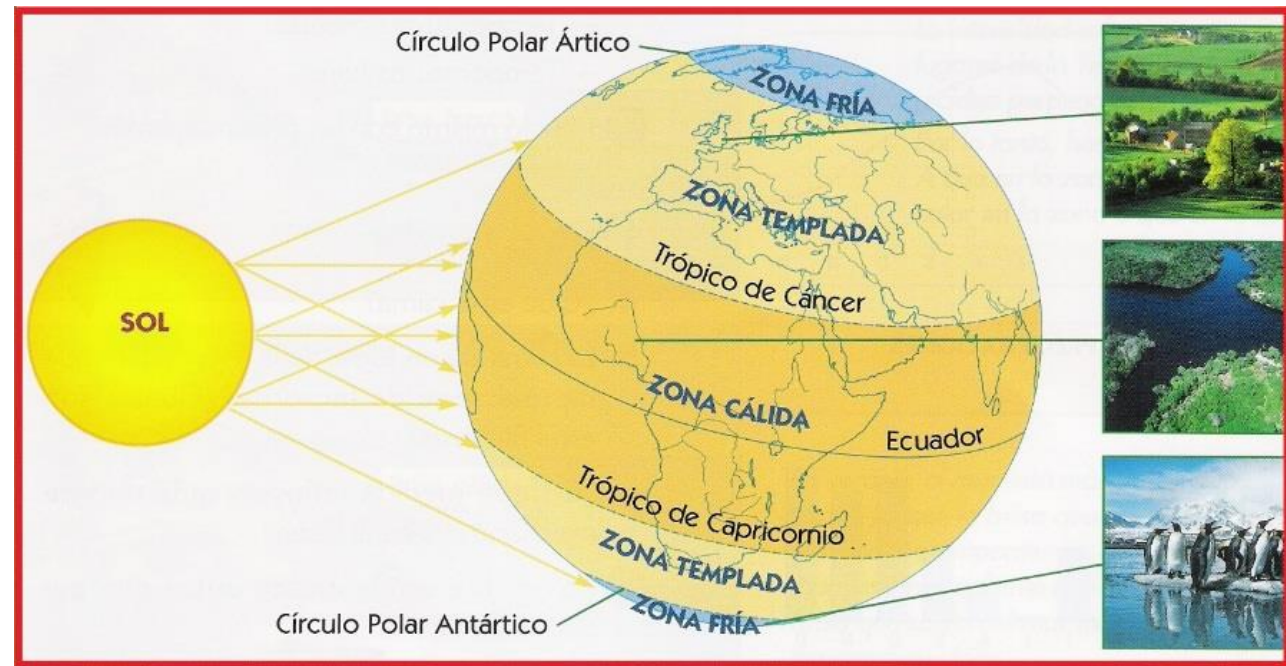 Círculo Polar Ártico
ZONA FRÍA
ZONA TEMPLADA
Trópico de Cáncer
SOL
ZONA CÁLIDA
Ecuador
Trópico de Capricornio
ZONA TEMPLADA
Círculo Polar Antártico
ZONA FRÍA